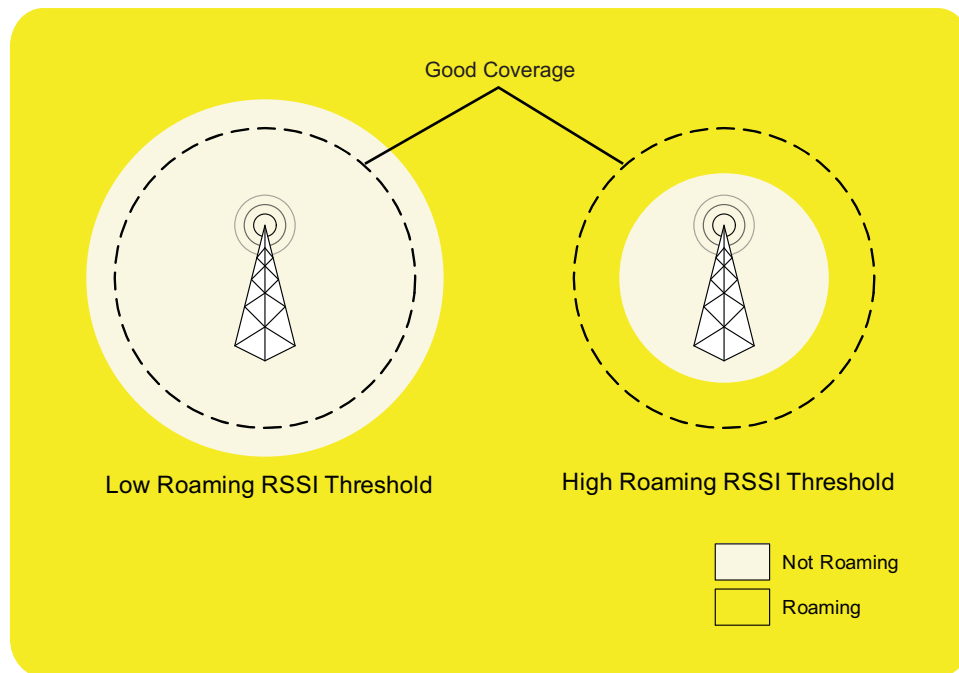 Good Coverage
Low Roaming RSSI Threshold
High Roaming RSSI Threshold
Not Roaming
Roaming